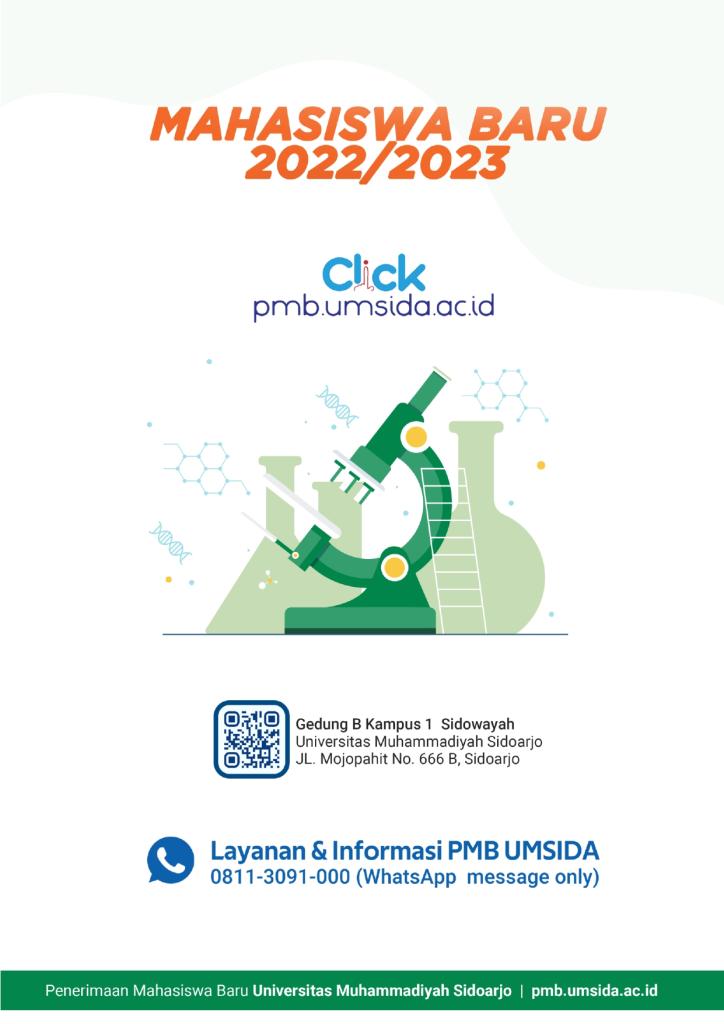 MAHASISWA BARU
2022/2023
Click
pmb.umsida.ac.id
Gedung B Kampus 1 Sidowayah
Universitas Muhammadiyah Sidoarjo
JL. Mojopahit No. 666 B, Sidoarjo
Layanan & Informasi PMB UMSIDA
0811-3091-000 (WhatsApp message only)
Penerimaan Mahasiswa Baru Universitas Muhammadiyah Sidoarjo | pmb.umsida.ac.id